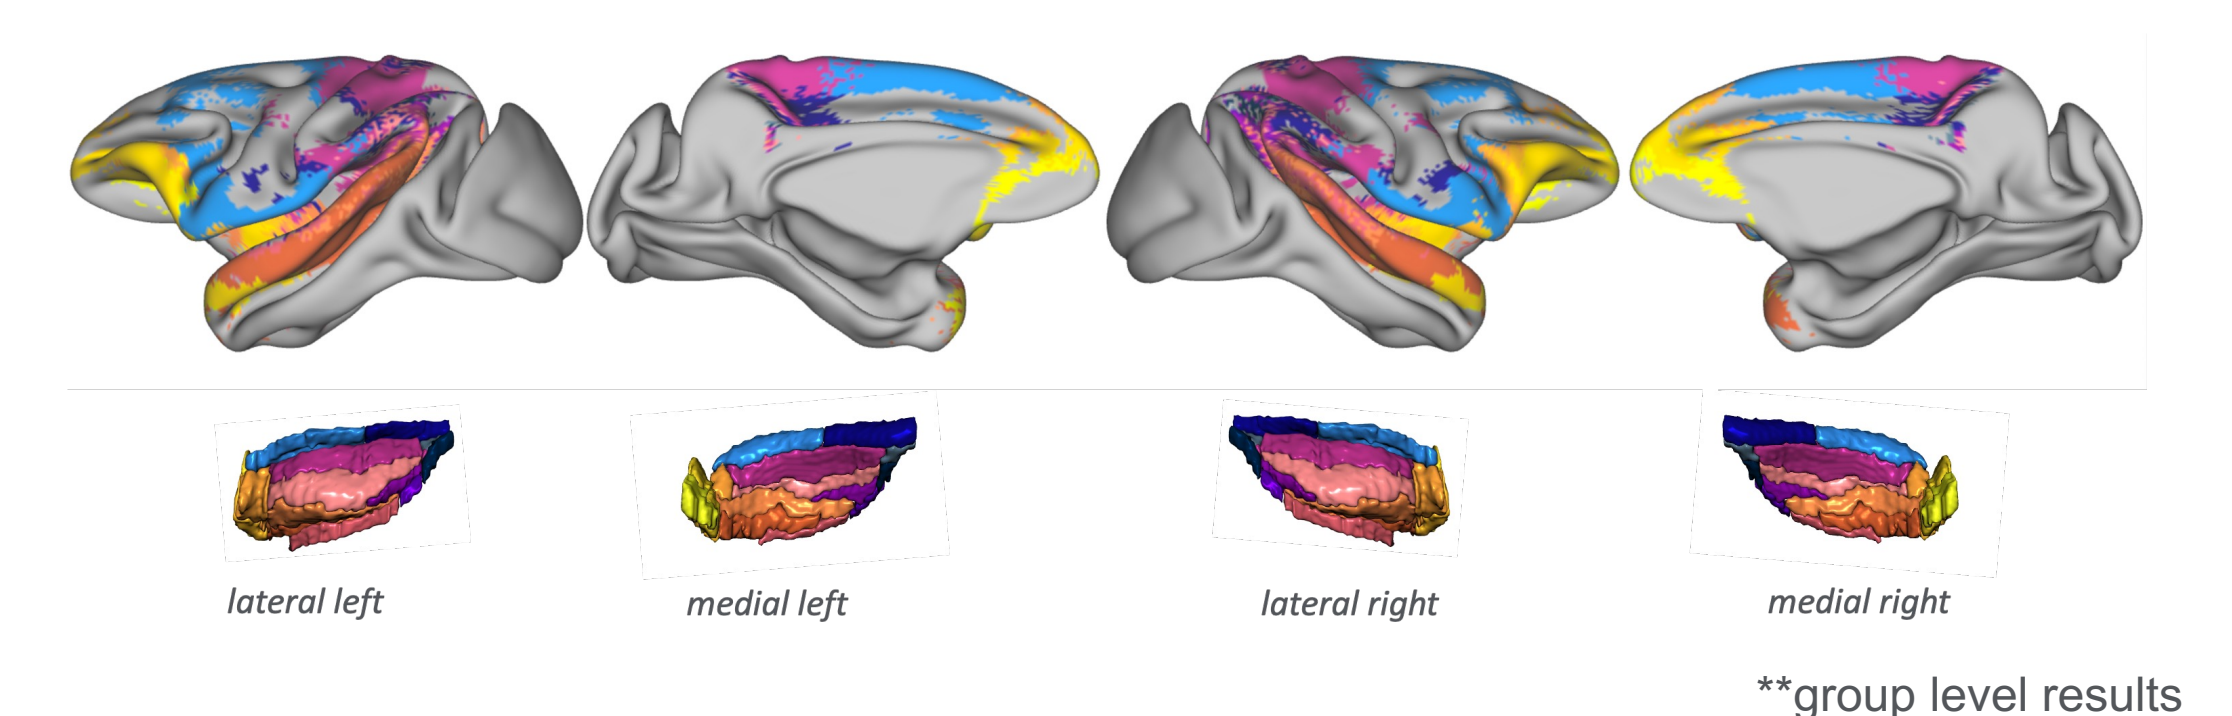 lateral left
medial left
lateral right
medial right
**group level results